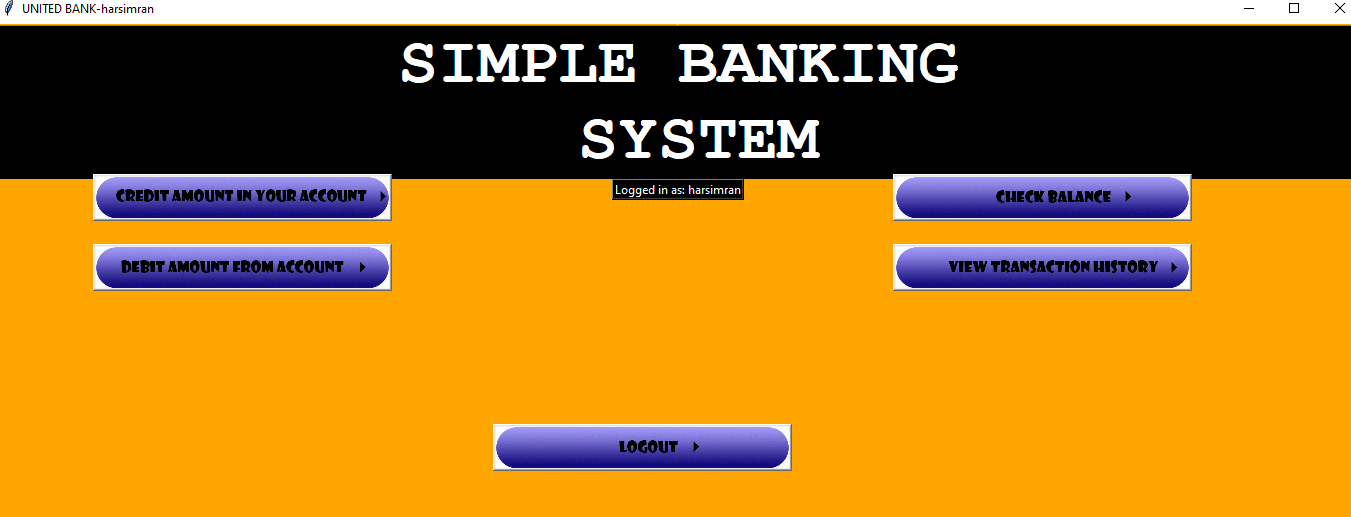 UNITED BANK-harsimran
SIMPLE BANKING
SYSTEM
CREDIT AMOUNT IN YOUR ACCOUNT
Logged in as: harsimran
CHECK BALANCE
DEBIT AMOUNT FROM ACCOUNT
VIEW TRANSACTION HISTORY
LOGOUT